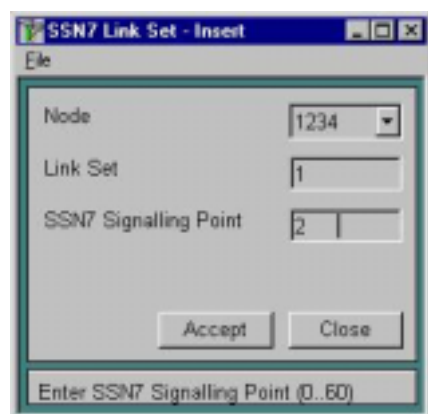 SSN7 Link Set - Insert
File
Node 1234
Link Set 1
SSN7 Signalling Point 2
Accept Close
Enter SSN7 Signalling Point (0..60)